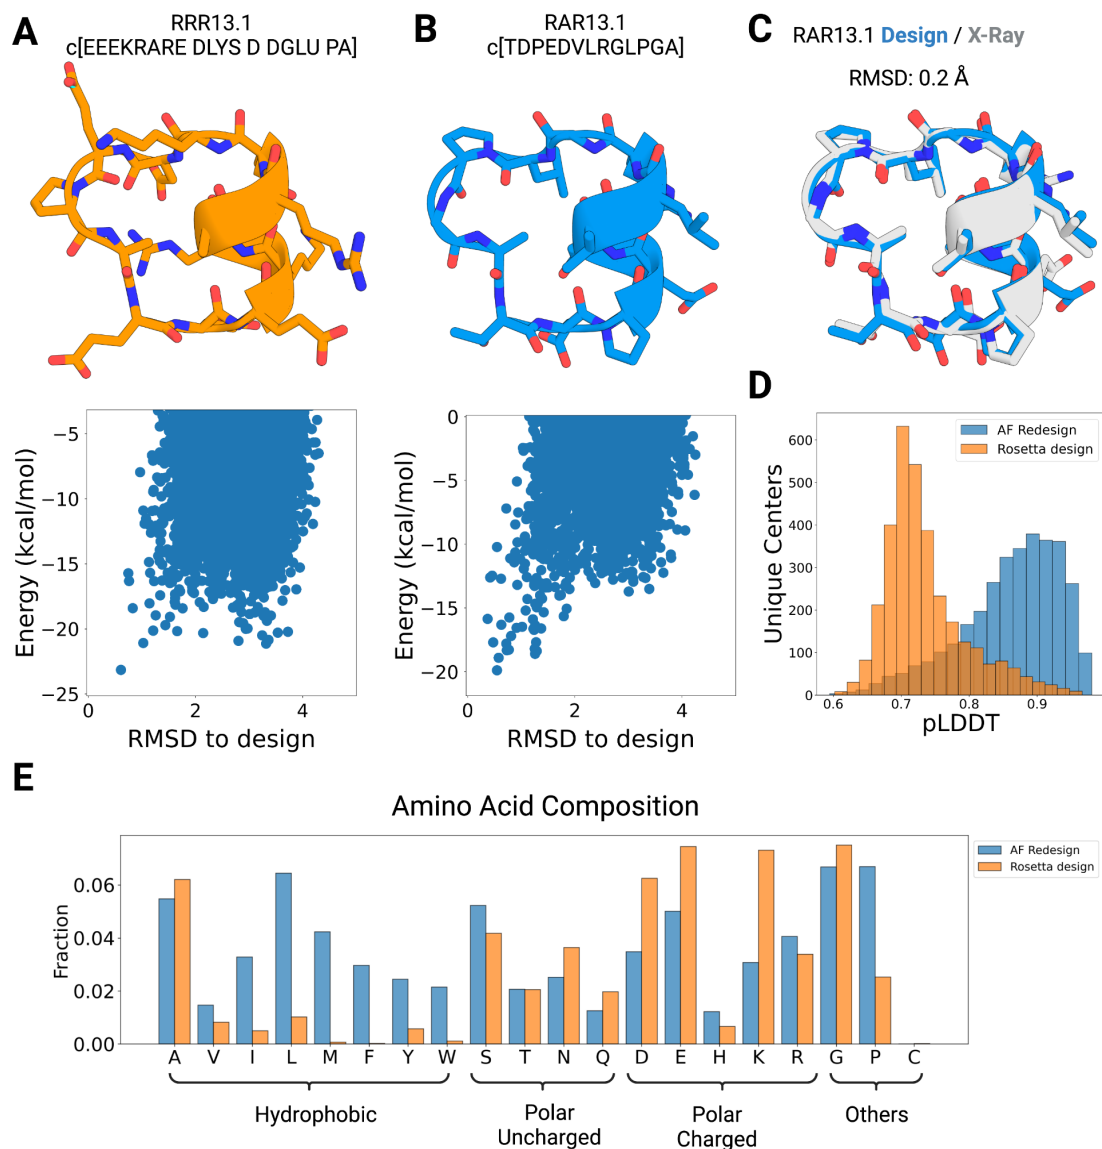 A
RRR13.1
c[EEEKRARE DLYS D DGLU PA]
B
RAR13.1
c[TDPEDVLRGLPGA]
C
RAR13.1 Design / X-Ray
RMSD: 0.2 Å
−5
−10
−15
−20
−25
0
2
4
Energy (kcal/mol)
RMSD to design
0
−5
−10
−15
−20
0
2
4
Energy (kcal/mol)
RMSD to design
D
AF Redesign
Rosetta design
600
500
400
300
200
100
0
0.6
0.7
0.8
0.9
Unique Centers
pLDDT
E
Amino Acid Composition
AF Redesign
Rosetta design
0.06
0.04
0.02
0.00
Fraction
A V I L M F Y W S T N Q D E H K R G P C
Hydrophobic
Polar
Uncharged
Polar
Charged
Others